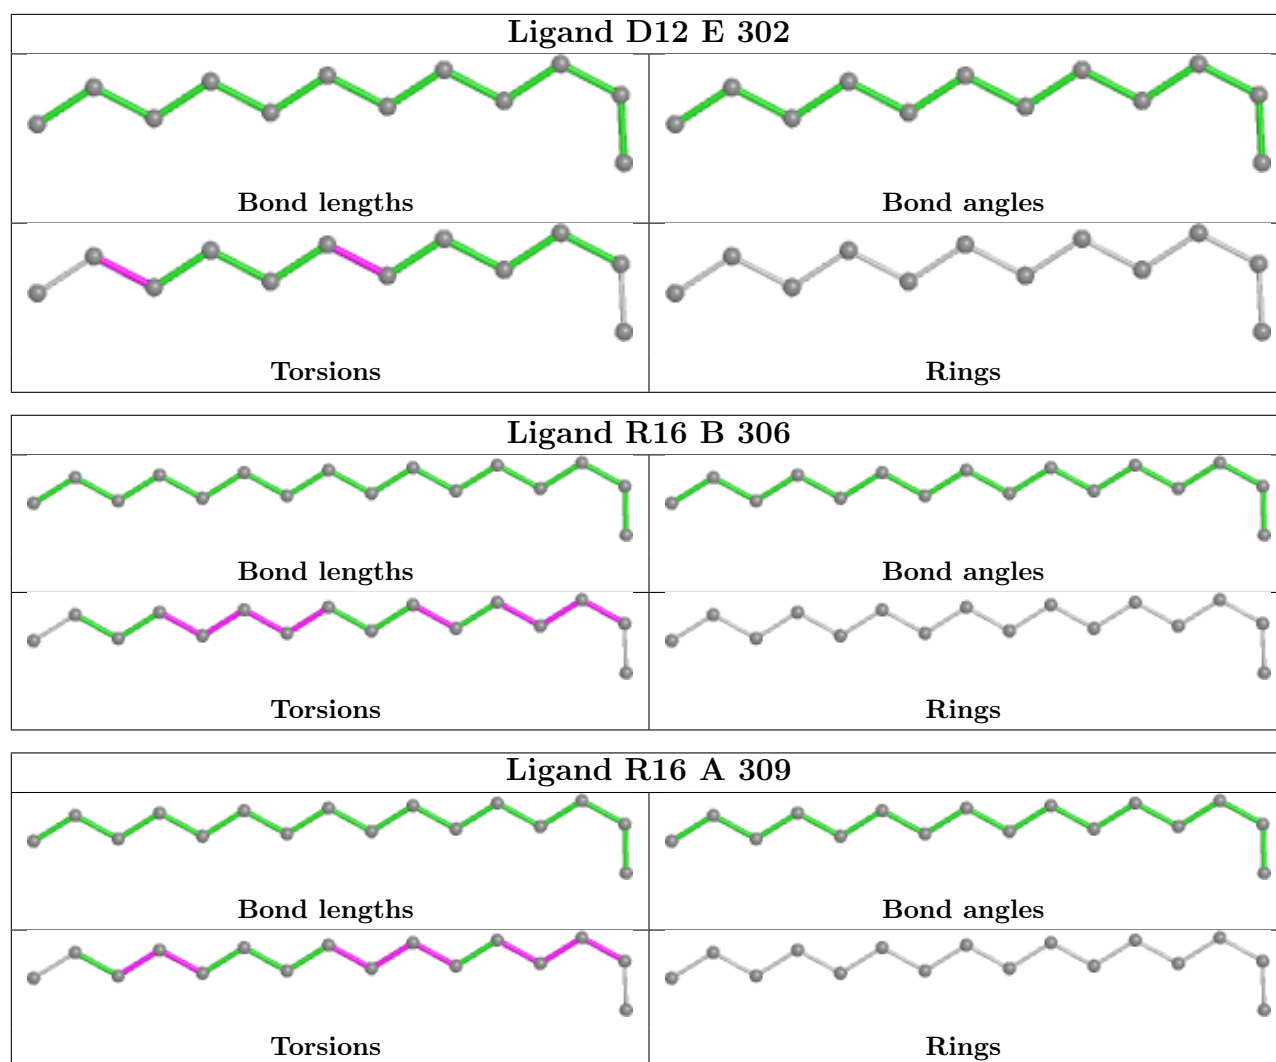 Ligand D12 E 302
Bond lengths
Bond angles
Torsions
Rings
Ligand R16 B 306
Bond lengths
Bond angles
Torsions
Rings
Ligand R16 A 309
Bond lengths
Bond angles
Torsions
Rings